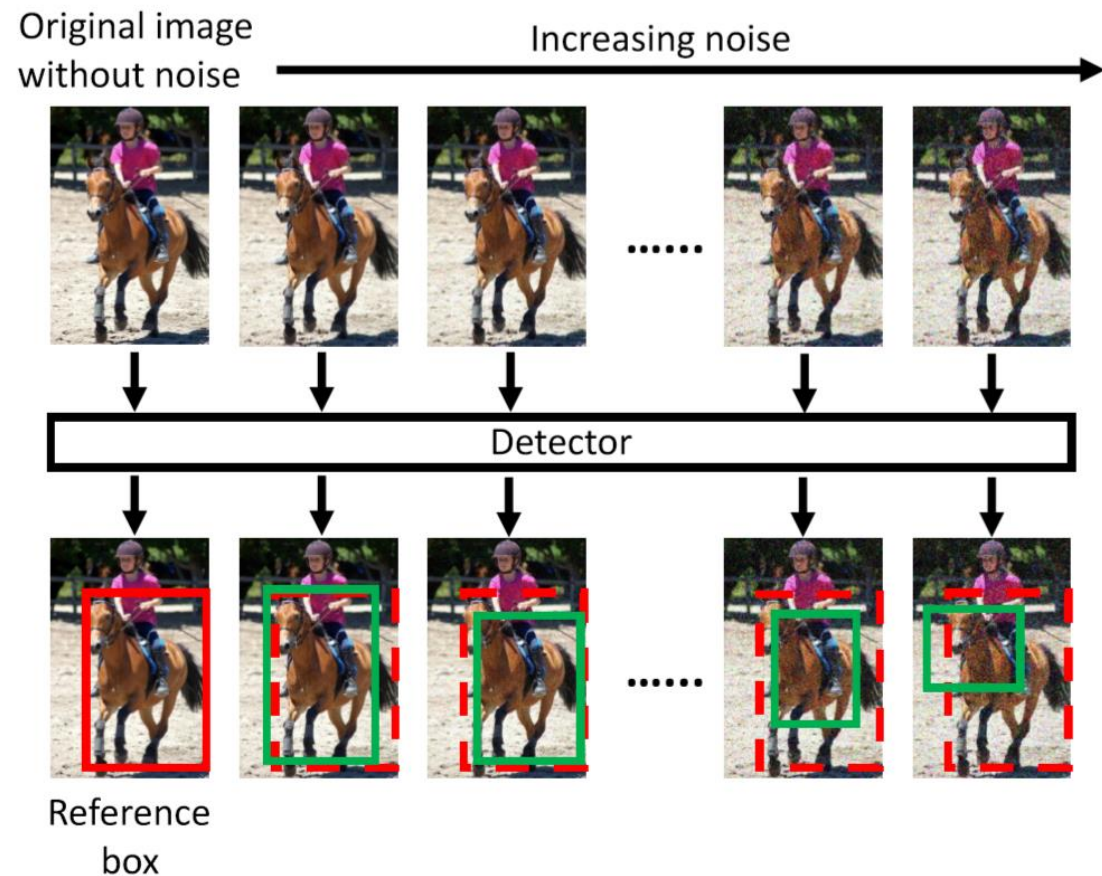 Original image
without noise
Increasing noise
......
Detector
......
Reference
box